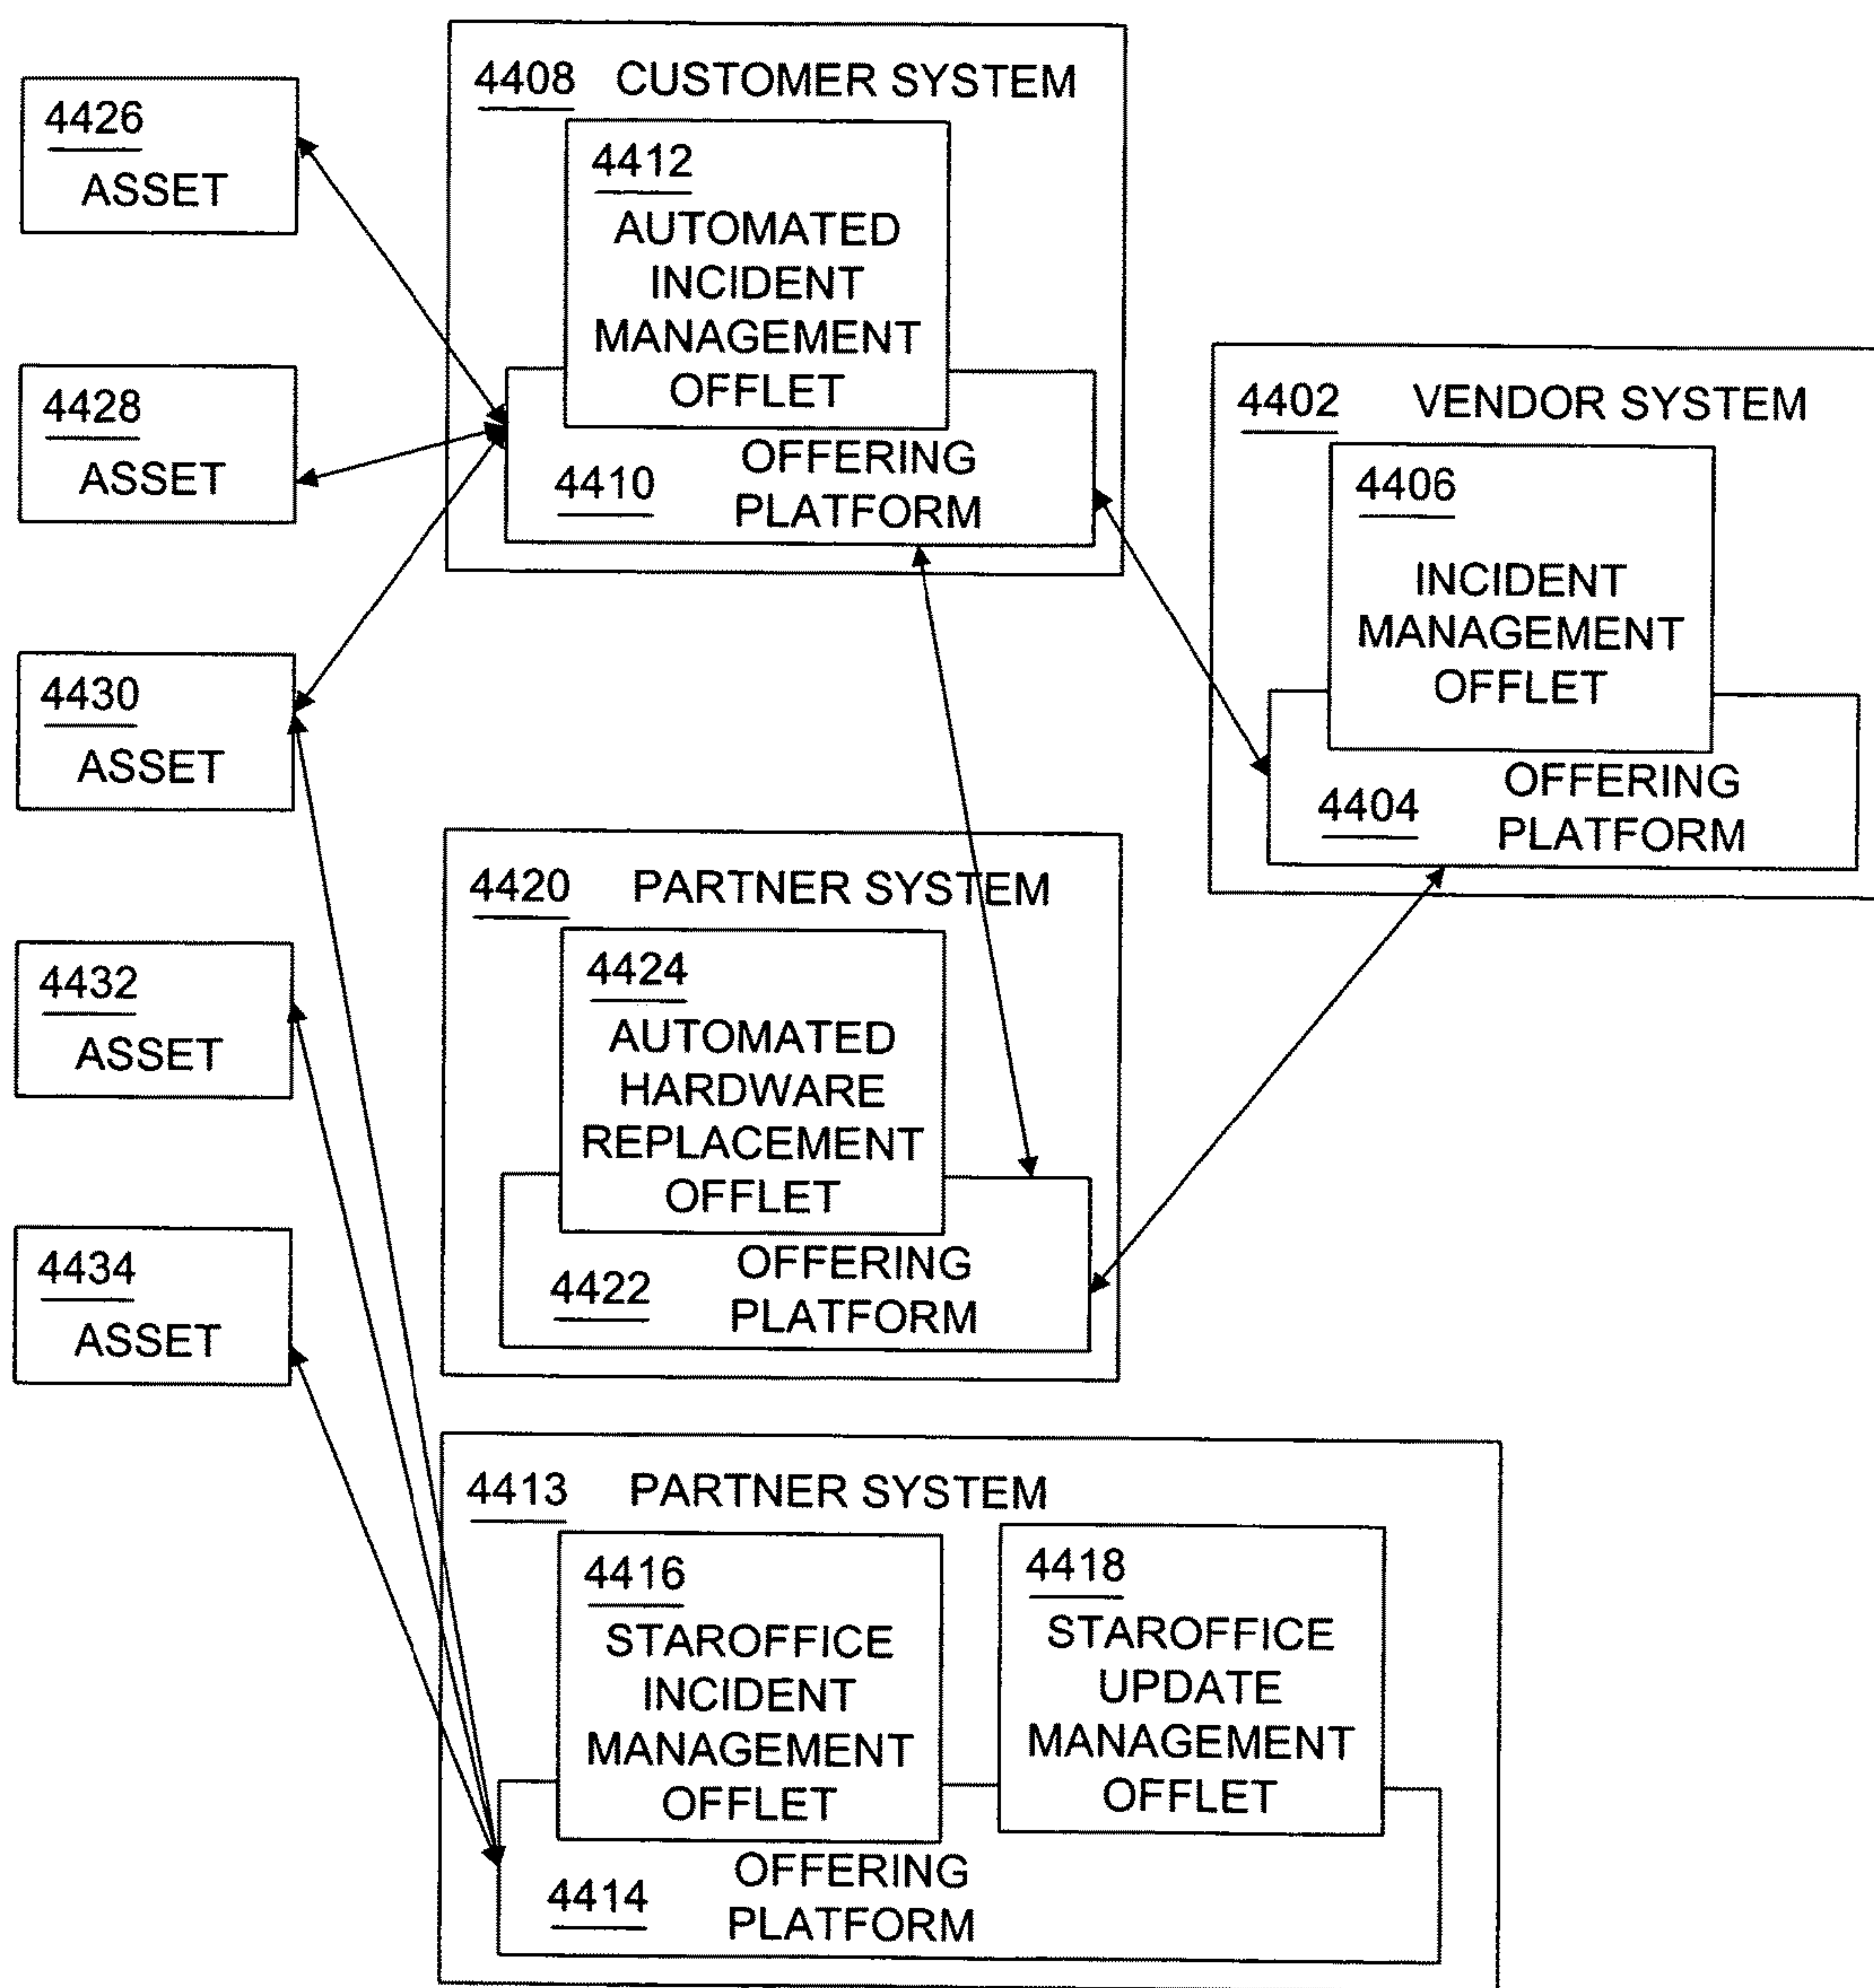 4426
ASSET
4428
ASSET
4430
ASSET
4432
ASSET
4434
ASSET
4408 CUSTOMER SYSTEM
4412
AUTOMATED
INCIDENT
MANAGEMENT
OFFLET
OFFERING
4410
PLATFORM
4402 VENDOR SYSTEM
4406
INCIDENT
MANAGEMENT
OFFLET
OFFERING
4404
PLATFORM
4420 PARTNER SYSTEM
4424
AUTOMATED
HARDWARE
REPLACEMENT
OFFLET
OFFERING
4422
PLATFORM
4413 PARTNER SYSTEM
4416
STAROFFICE
INCIDENT
MANAGEMENT
OFFLET
4418
STAROFFICE
UPDATE
MANAGEMENT
OFFLET
OFFERING
4414
PLATFORM